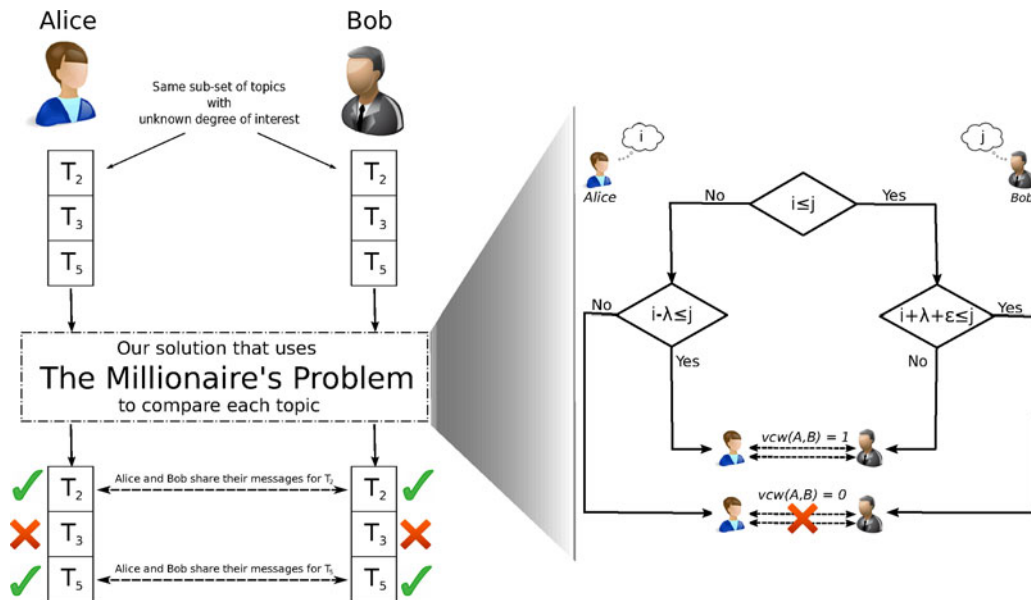 Alice
Bob
Same sub-set of topics
with
unknown degree of interest
T2
T3
T5
T2
T3
T5
Our solution that uses
The Millionaire's Problem
to compare each topic
T2
T3
T5
Alice and Bob share their messages for T2
Alice and Bob share their messages for T5
T2
T3
T5
i
Alice
j
Bob
i≤j
No
Yes
i-λ≤j
No
Yes
i+λ+ε≤j
Yes
No
vcw(A,B) = 1
vcw(A,B) = 0